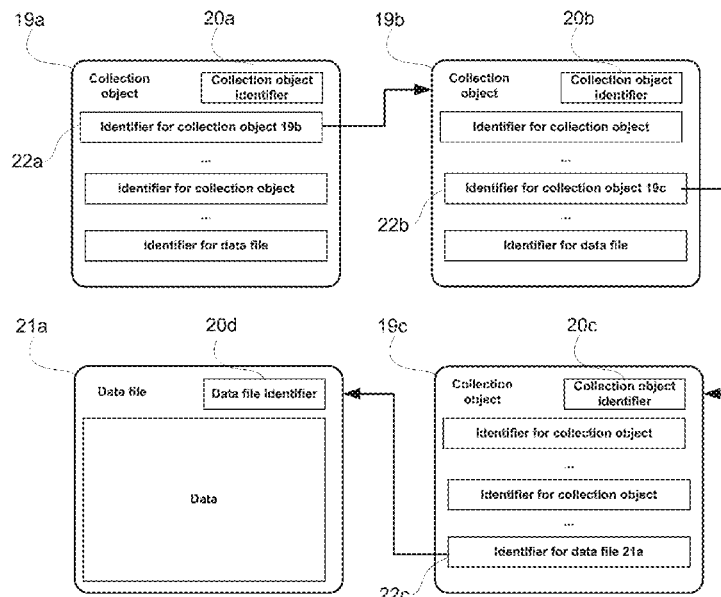 19a
20a
19b
20b
Collection
object
Collection object
identifier
Identifier for collection object 19b
...
Identifier for collection object
...
Identifier for data file
22a
Collection
object
Collection object
identifier
Identifier for collection object
...
Identifier for collection object 19c
...
Identifier for data file
22b
21a
20d
19c
20c
Data file
Data file identifier
Data
Collection
object
Collection object
identifier
Identifier for collection object
...
Identifier for collection object
...
Identifier for data file 21a
22c